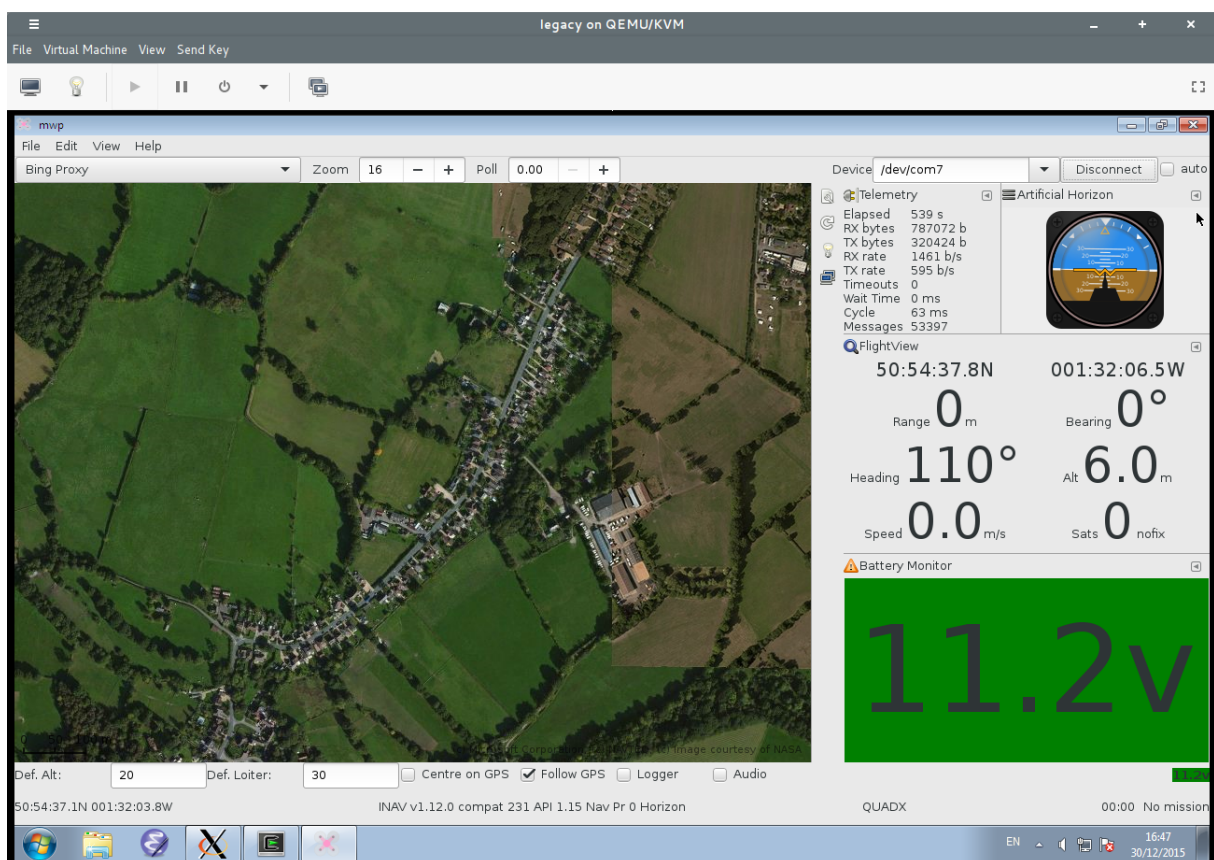 legacy on QEMU/KVM
File Virtual Machine View Send Key
mwp
File Edit View Help
Bing Proxy
Zoom 16 − +
Poll 0.00 − +
Device /dev/com7
Disconnect
auto
Telemetry
Elapsed 539 s
RX bytes 787072 b
TX bytes 320424 b
RX rate 1461 b/s
TX rate 595 b/s
Timeouts 0
Wait Time 0 ms
Cycle 63 ms
Messages 53397
Artificial Horizon
FlightView
50:54:37.8N 001:32:06.5W
Range 0 m Bearing 0°
Heading 110° Alt 6.0 m
Speed 0.0 m/s Sats 0 nofix
Battery Monitor
11.2v
Image courtesy of NASA
Def. Alt: 20 Def. Loiter: 30 Centre on GPS Follow GPS Logger Audio
11.2v
50:54:37.1N 001:32:03.8W INAV v1.12.0 compat 231 API 1.15 Nav Pr 0 Horizon QUADX 00:00 No mission
EN
16:47
30/12/2015